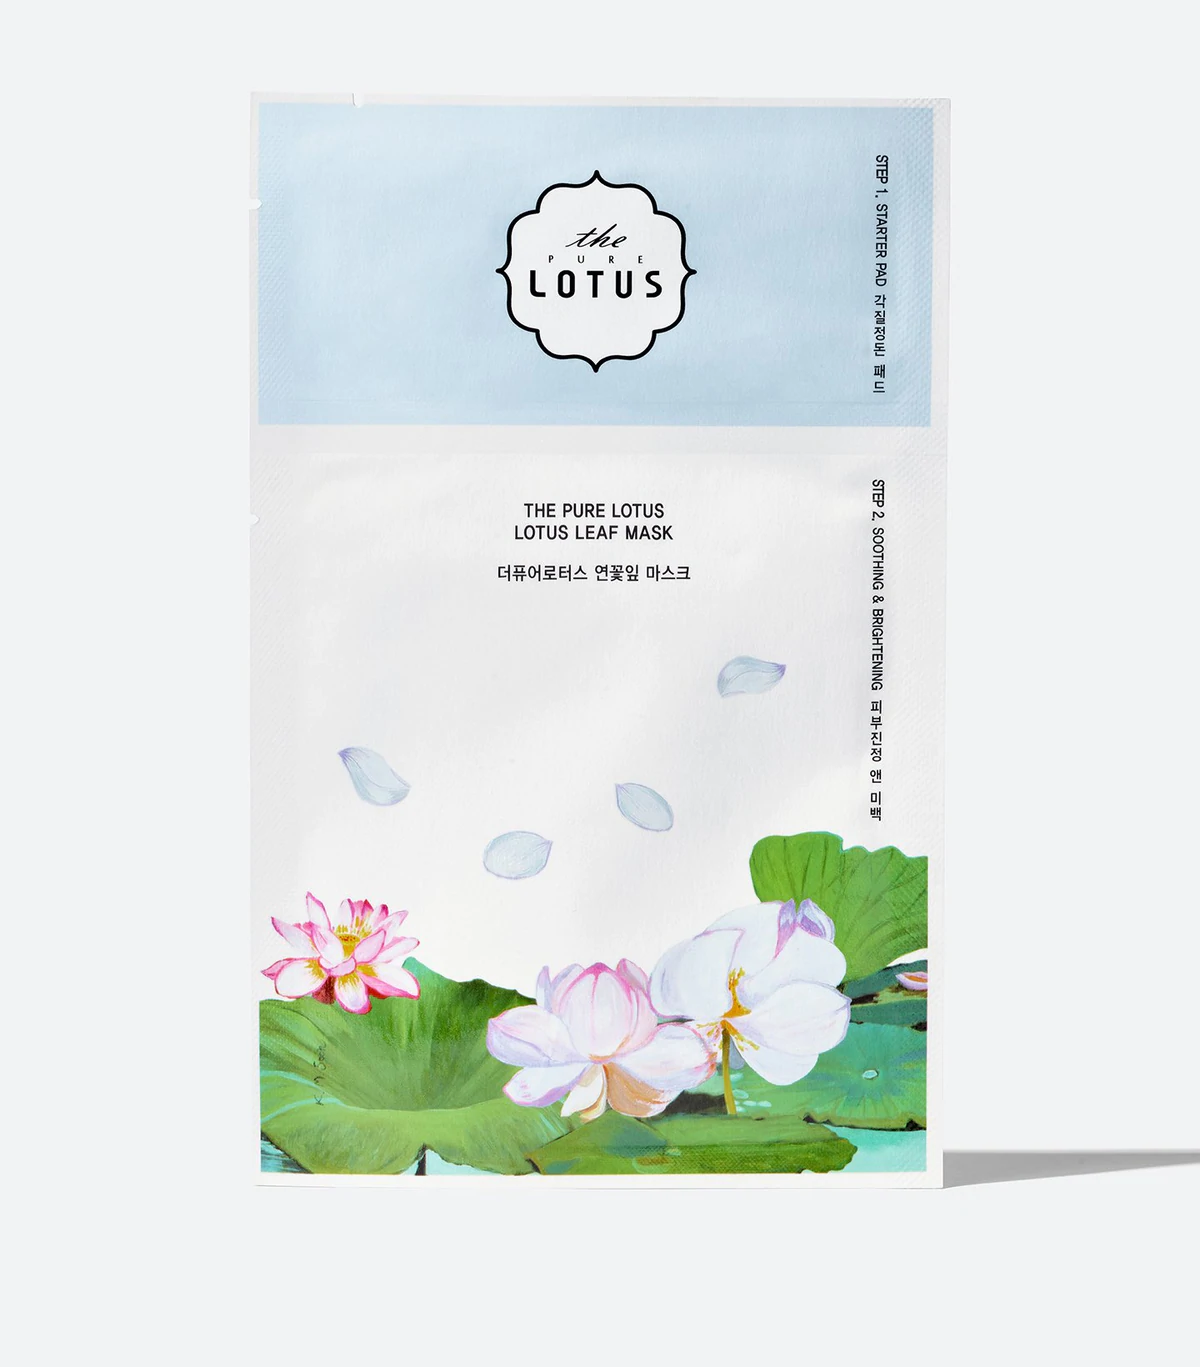 the
PURE
LOTUS
STEP 1. STARTER PAD 각질정돈 패드
THE PURE LOTUS
LOTUS LEAF MASK
더퓨어로터스 연꽃잎 마스크
STEP 2. SOOTHING & BRIGHTENING 피부진정 앤 미백